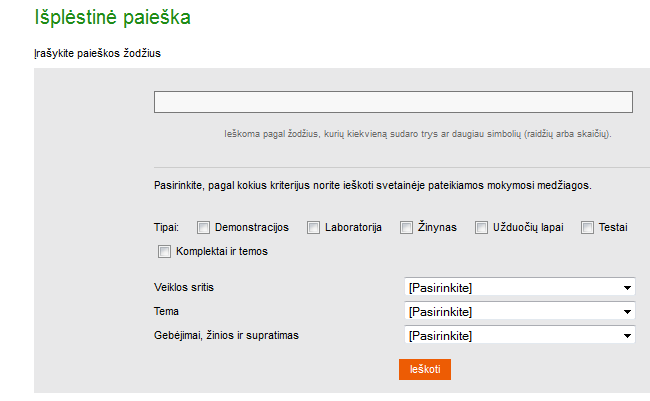 Išplėstinė paieška
Įrašykite paieškos žodžius
Ieškoma pagal žodžius, kurių kiekvieną sudaro trys ar daugiau simbolių (raidžių arba skaičių).
Pasirinkite, pagal kokius kriterijus norite ieškoti svetainėje pateikiamos mokymosi medžiagos.
Tipai: Demonstracijos Laboratorija Žinynas Užduočių lapai Testai
Komplektai ir temos
Veiklos sritis [Pasirinkite]
Tema [Pasirinkite]
Gebėjimai, žinios ir supratimas [Pasirinkite]
Ieškoti